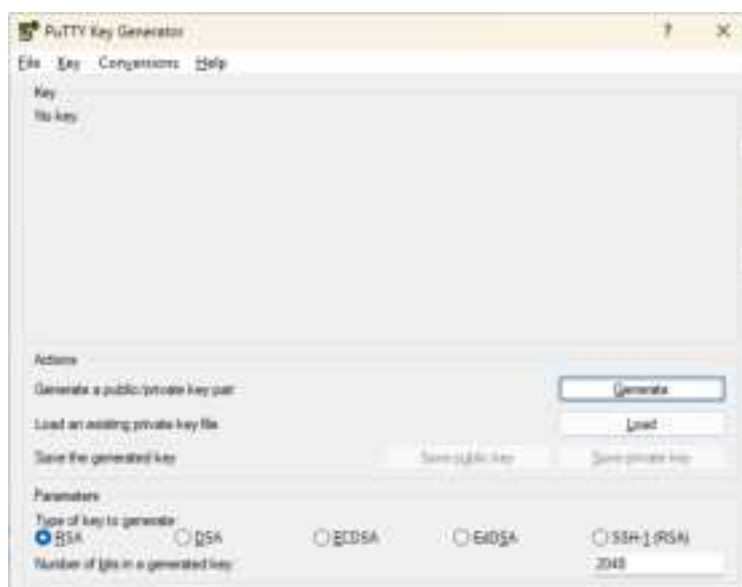 PuTTY Key Generator ? ×
File Key Conversions Help
Key
No key.
Actions
Generate a public/private key pair Generate
Load an existing private key file Load
Save the generated key Save public key Save private key
Parameters
Type of key to generate
RSA DSA ECDSA EdDSA SSH-1 (RSA)
Number of bits in a generated key: 2048